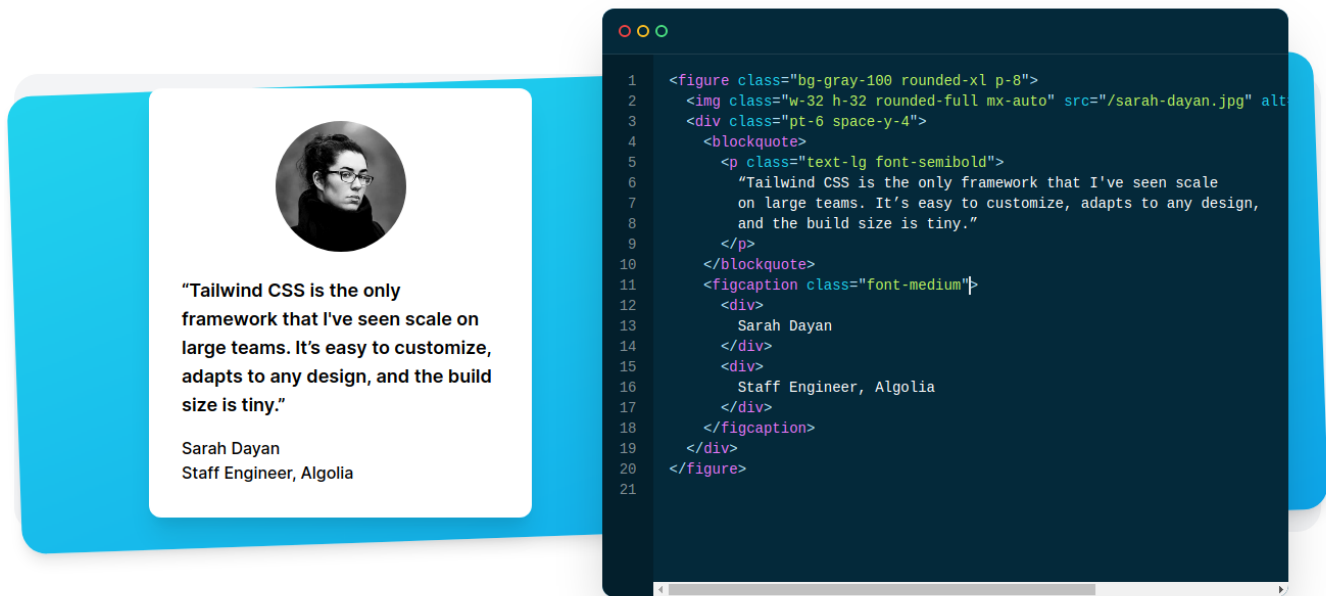 “Tailwind CSS is the only
framework that I've seen scale on
large teams. It’s easy to customize,
adapts to any design, and the build
size is tiny.”
Sarah Dayan
Staff Engineer, Algolia
1 <figure class="bg-gray-100 rounded-xl p-8">
2 <img class="w-32 h-32 rounded-full mx-auto" src="/sarah-dayan.jpg" alt
3 <div class="pt-6 space-y-4">
4 <blockquote>
5 <p class="text-lg font-semibold">
6 “Tailwind CSS is the only framework that I've seen scale
7 on large teams. It’s easy to customize, adapts to any design,
8 and the build size is tiny.”
9 </p>
10 </blockquote>
11 <figcaption class="font-medium">
12 <div>
13 Sarah Dayan
14 </div>
15 <div>
16 Staff Engineer, Algolia
17 </div>
18 </figcaption>
19 </div>
20 </figure>
21